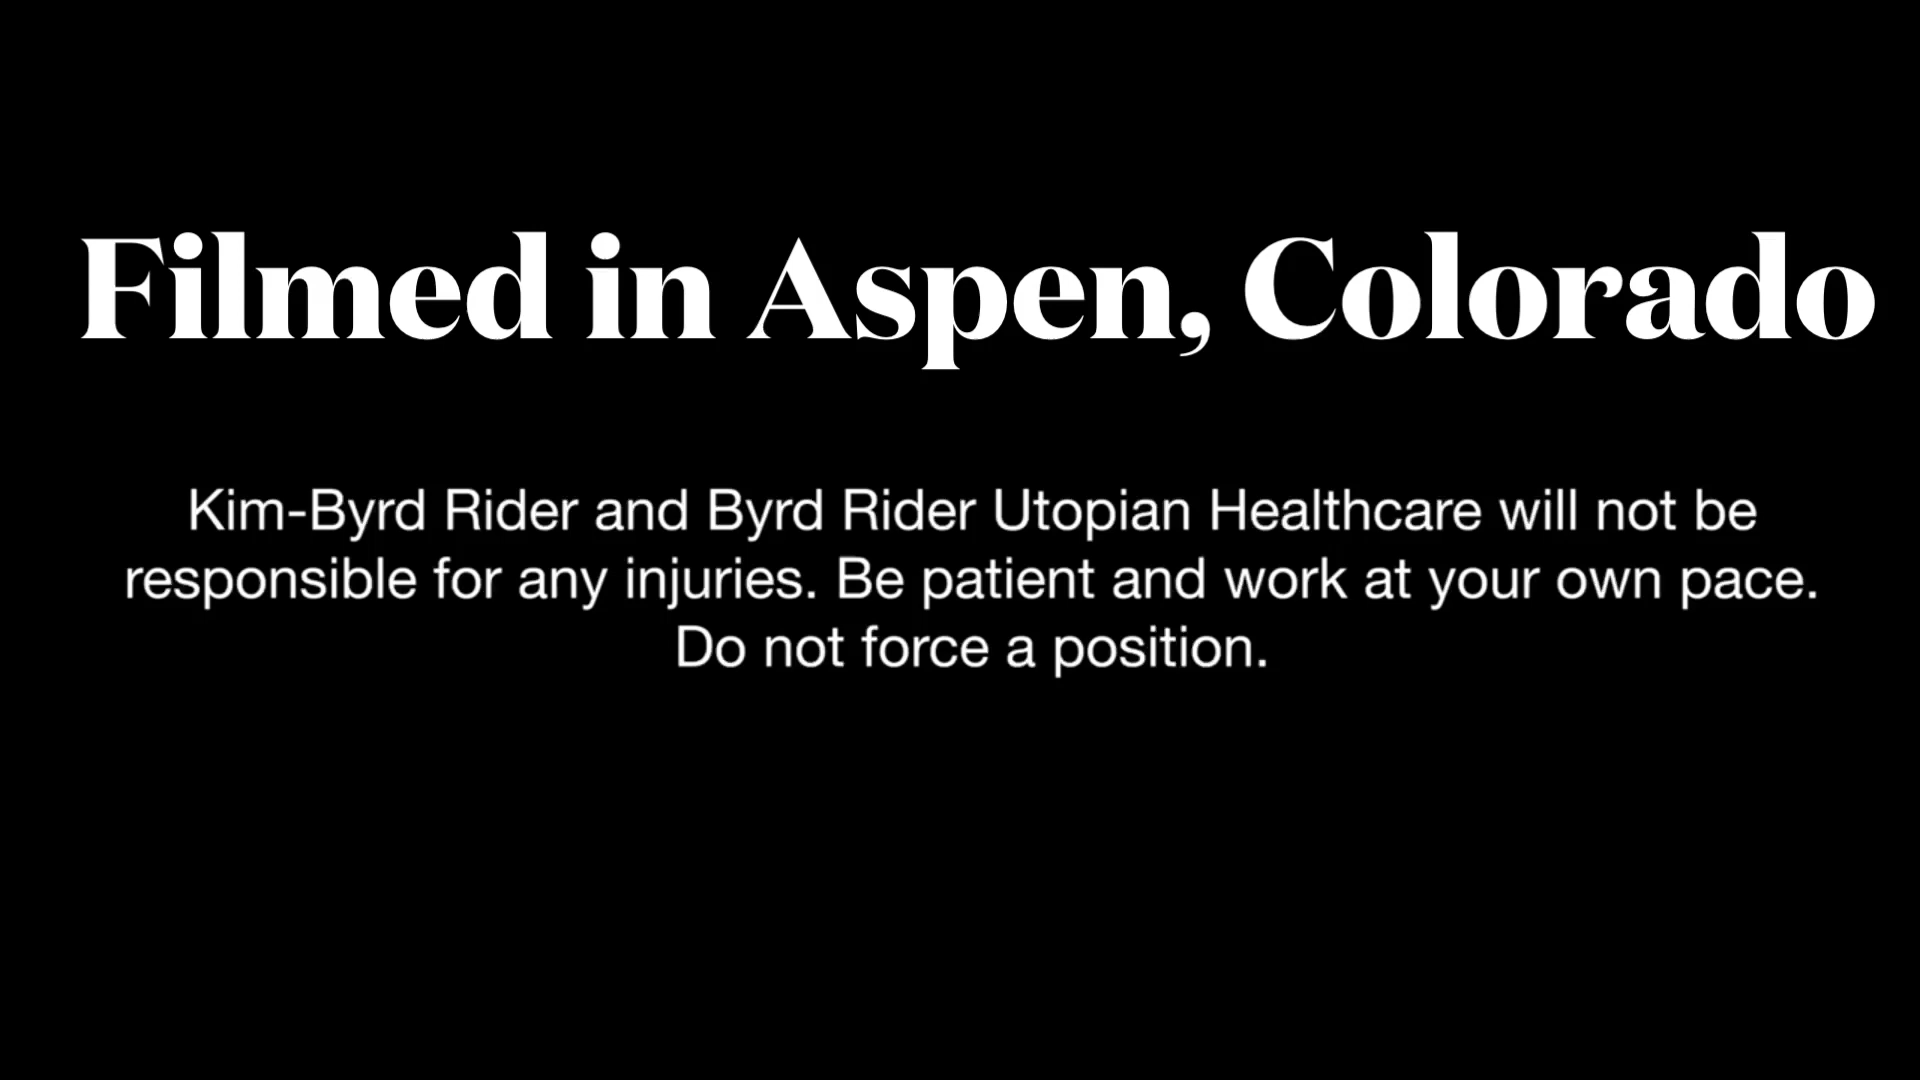 Filmed in Aspen, Colorado
Kim-Byrd Rider and Byrd Rider Utopian Healthcare will not be
responsible for any injuries. Be patient and work at your own pace.
Do not force a position.